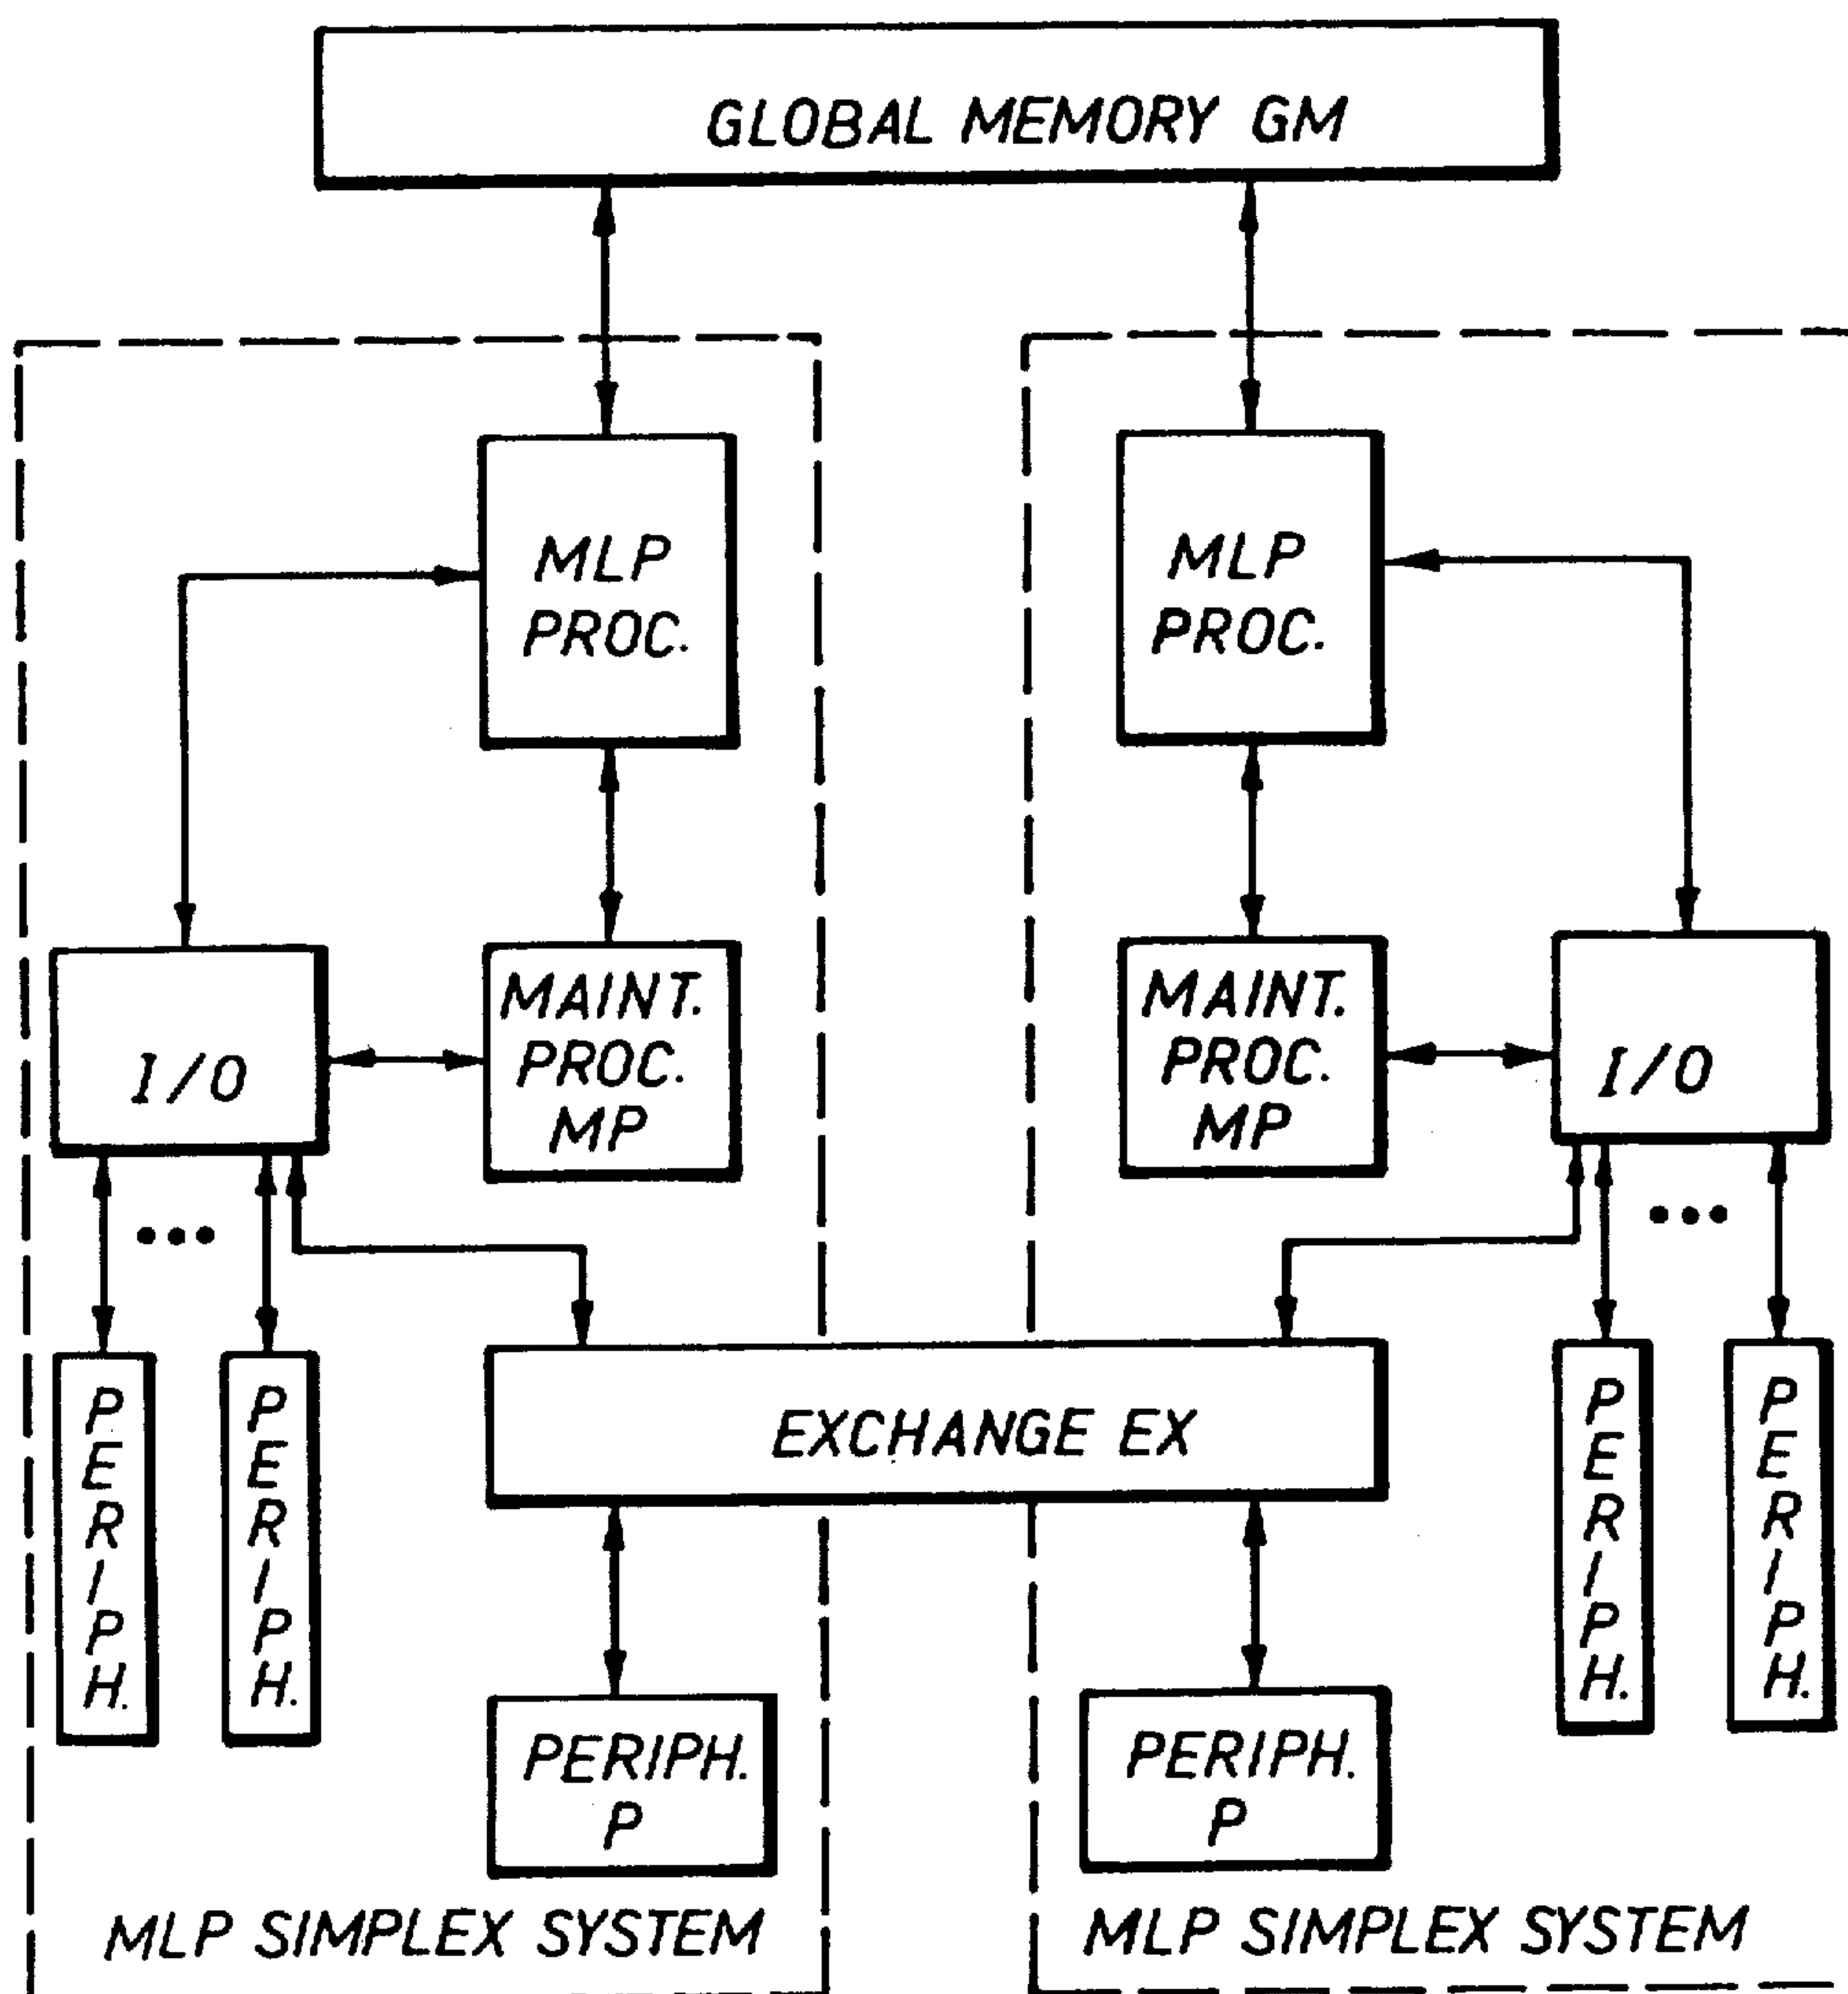 GLOBAL MEMORY GM
MLP
PROC.
MLP
PROC.
I/O
MAINT.
PROC.
MP
MAINT.
PROC.
MP
I/O
PERIPH.
PERIPH.
EXCHANGE EX
PERIPH.
PERIPH.
PERIPH.
P
PERIPH.
P
MLP SIMPLEX SYSTEM
MLP SIMPLEX SYSTEM